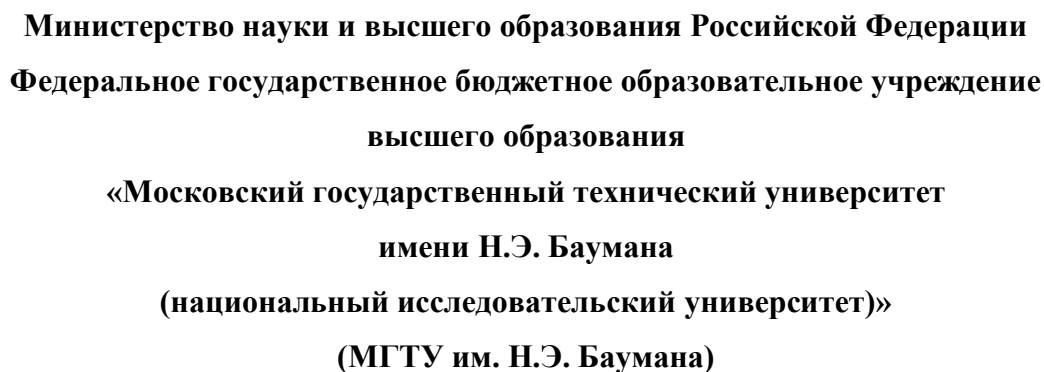 Министерство науки и высшего образования Российской Федерации
Федеральное государственное бюджетное образовательное учреждение
высшего образования
«Московский государственный технический университет
имени Н.Э. Баумана
(национальный исследовательский университет)»
(МГТУ им. Н.Э. Баумана)